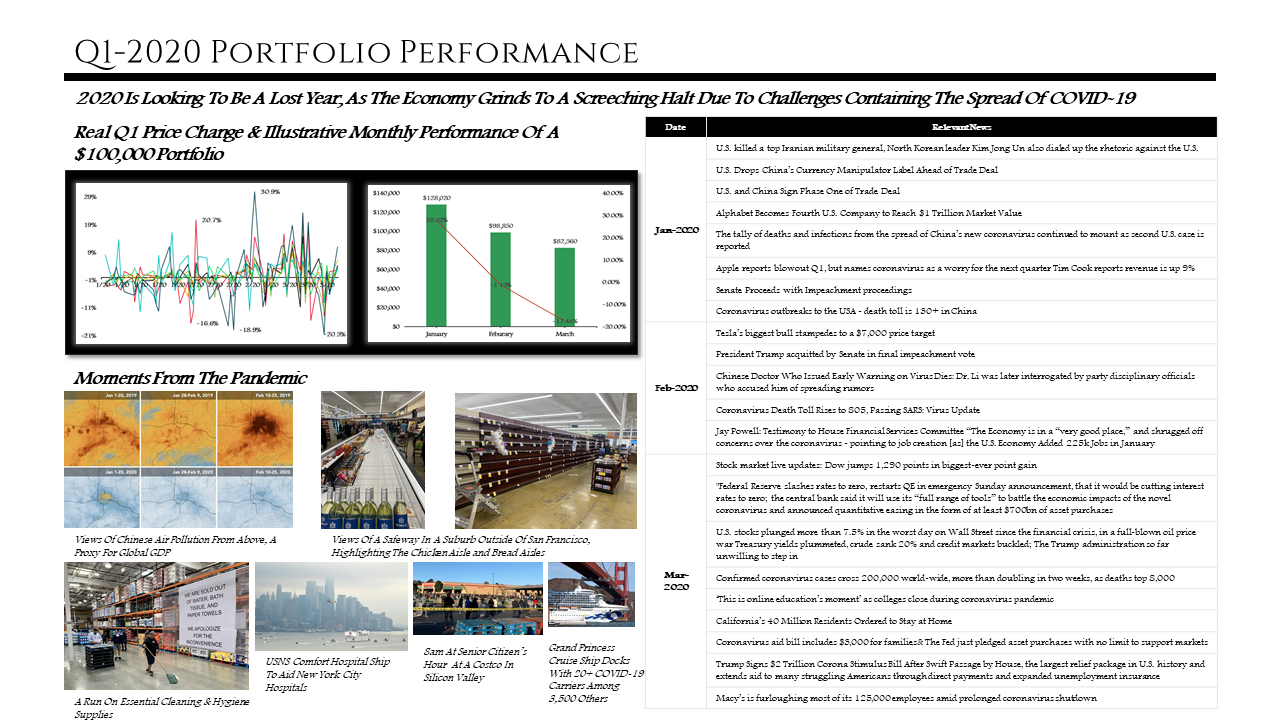 Q1-2020 Portfolio Performance
2020 Is Looking To Be A Lost Year, As The Economy Grinds To A Screeching Halt Due To Challenges Containing The Spread Of COVID-19
Real Q1 Price Change & Illustrative Monthly Performance Of A
$100,000 Portfolio
29%
19%
9%
-1%
-11%
-21%
30.9%
20.7%
-16.6%
-18.9%
-20.5%
$140,000
$120,000
$100,000
$80,000
$60,000
$40,000
$20,000
$0
$128,020
$98,850
$82,560
40.00%
30.00%
20.00%
10.00%
0.00%
-10.00%
-20.00%
January
Feburary
March
Moments From The Pandemic
Jan 1-20, 2019
Jan 28-Feb 9, 2019
Feb 10-25, 2019
Jan 1-20, 2020
Jan 28-Feb 9, 2020
Feb 10-25, 2020
Views Of Chinese Air Pollution From Above, A
Proxy For Global GDP
Views Of A Safeway In A Suburb Outside Of San Francisco,
Highlighting The Chicken Aisle and Bread Aisles
WE ARE SOLD OUT
OF WATER, BATH
TISSUE, AND
PAPER TOWELS
WE APOLOGIZE
FOR THE
INCONVENIENCE
A Run On Essential Cleaning & Hygiene
Supplies
USNS Comfort Hospital Ship
To Aid New York City
Hospitals
8am At Senior Citizen's
Hour At A Costco In
Silicon Valley
Grand Princess
Cruise Ship Docks
With 20+ COVID-19
Carriers Among
3,500 Others
Date
RelevantNews
Jan-2020
U.S. killed a top Iranian military general, North Korean leader Kim Jong Un also dialed up the rhetoric against the U.S.
U.S. Drops China's Currency Manipulator Label Ahead of Trade Deal
U.S. and China Sign Phase One of Trade Deal
Alphabet Becomes Fourth U.S. Company to Reach $1 Trillion Market Value
The tally of deaths and infections from the spread of China's new coronavirus continued to mount as second U.S. case is
reported
Apple reports blowout Q1, but names coronavirus as a worry for the next quarter Tim Cook reports revenue is up 9%
Senate Proceeds with Impeachment proceedings
Coronavirus outbreaks to the USA - death toll is 130+ in China
Feb-2020
Tesla's biggest bull stampedes to a $7,000 price target
President Trump acquitted by Senate in final impeachment vote
Chinese Doctor Who Issued Early Warning on Virus Dies: Dr. Li was later interrogated by party disciplinary officials
who accused him of spreading rumors
Coronavirus Death Toll Rises to 805, Passing SARS: Virus Update
Jay Powell: Testimony to House Financial Services Committee "The Economy is in a "very good place," and shrugged off
concerns over the coronavirus - pointing to job creation [as] the U.S. Economy Added 225k Jobs in January
Mar-
2020
Stock market live updates: Dow jumps 1,290 points in biggest-ever point gain
'Federal Reserve slashes rates to zero, restarts QE in emergency Sunday announcement, that it would be cutting interest
rates to zero; the central bank said it will use its "full range of tools" to battle the economic impacts of the novel
coronavirus and announced quantitative easing in the form of at least $700bn of asset purchases
U.S. stocks plunged more than 7.5% in the worst day on Wall Street since the financial crisis, in a full-blown oil price
war Treasury yields plummeted, crude sank 20% and credit markets buckled; The Trump administration so far
unwilling to step in
Confirmed coronavirus cases cross 200,000 world-wide, more than doubling in two weeks, as deaths top 8,000
'This is online education's moment' as colleges close during coronavirus pandemic
California's 40 Million Residents Ordered to Stay at Home
Coronavirus aid bill includes $3,000 for families& The Fed just pledged asset purchases with no limit to support markets
Trump Signs $2 Trillion Corona Stimulus Bill After Swift Passage by House, the largest relief package in U.S. history and
extends aid to many struggling Americans through direct payments and expanded unemployment insurance
Macy's is furloughing most of its 125,000 employees amid prolonged coronavirus shutdown